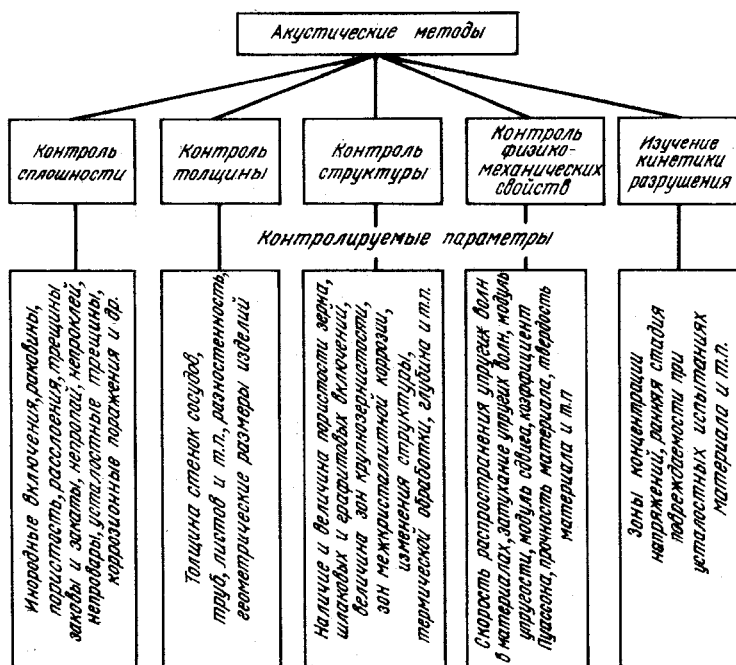 Акустические методы
Контроль
сплошности
Контроль
толщины
Контроль
структуры
Контроль
физико-
механических
свойств
Изучение
кинетики
разрушения
Контролируемые параметры
Инородные включения, раковины,
пористость, расслоения, трещины
заковы и закаты, непропай, непроклей,
непровары, усталостные трещины,
коррозионные поражения и др.
Толщина стенок сосудов,
труб, листов и т.п., разностенность,
геометрические размеры изделий
Наличие и величина пористости зерна,
шлаковых и графитовых включений,
величина зон крупнозернистости,
зон межкристаллитной коррозии,
изменения структуры,
термической обработки, глубина и т.п.
Скорость распространения упругих волн
в материалах, затухание упругих волн, модуль
упругости, модуль сдвига, коэффициент
Пуассона, прочность материала, твердость
материала и т.п
Зоны концентрации
напряжений, ранняя стадия
повреждаемости при
усталостных испытаниях
материала и т.п.